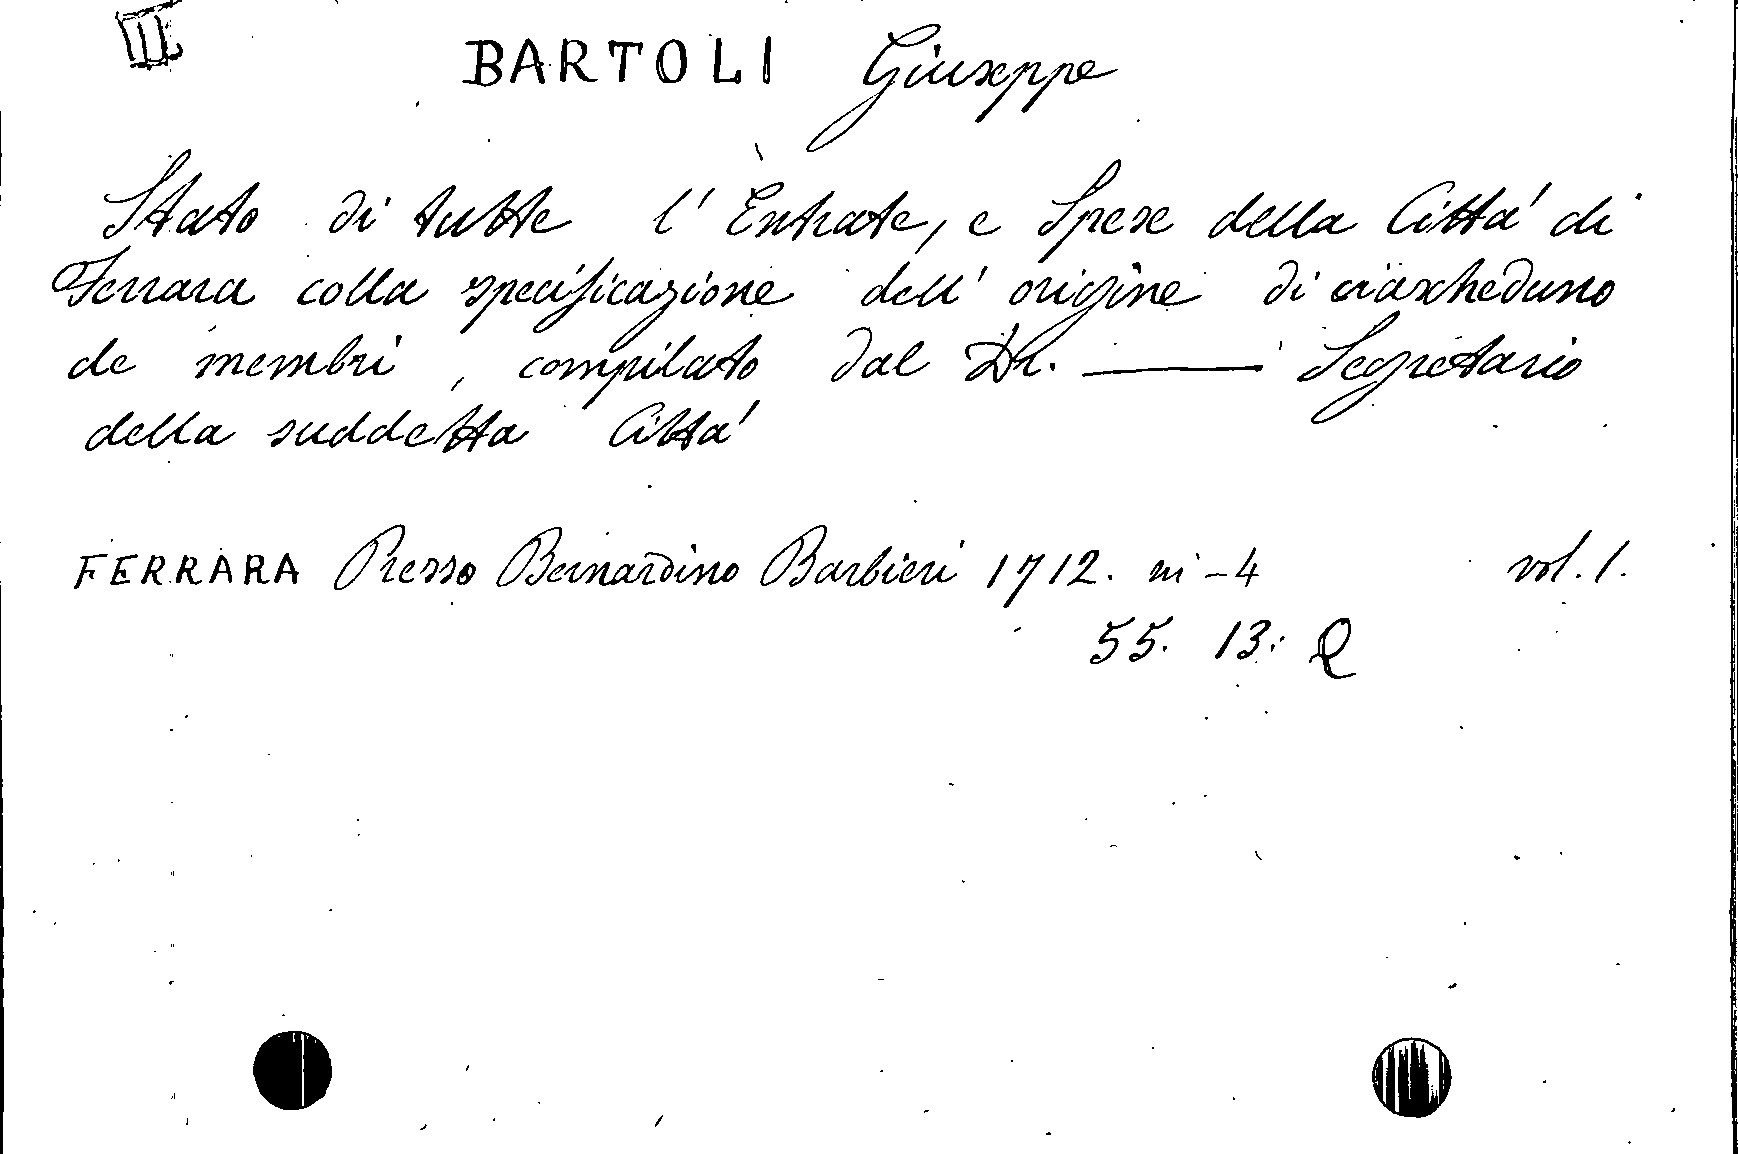 II
BARTOLI Giuseppe
Stato di tutte l' Entrate, e Spese della Città di
Ferrara colla specificazione dell' origine di ciascheduno
de membri, compilato dal Dr. ——— Segretario
della suddetta Città
FERRARA Presso Bernardino Barbieri 1712. in-4 vol. 1.
55. 13. Q